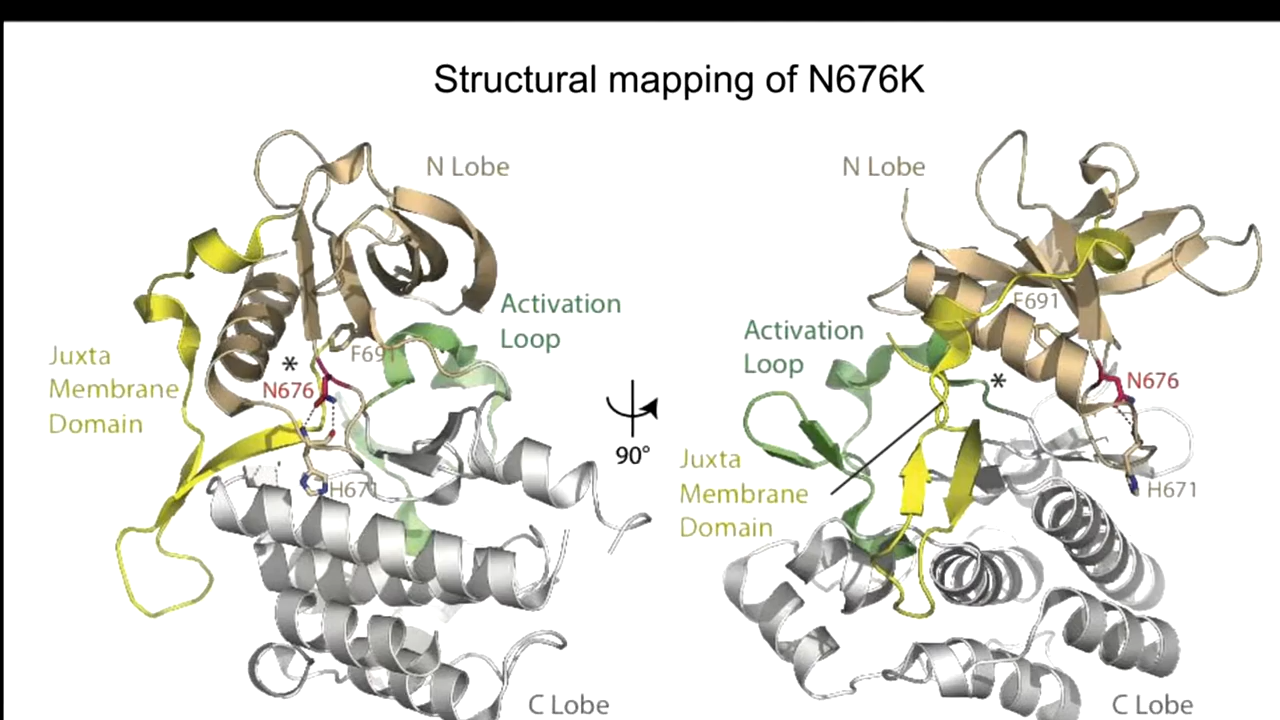 Structural mapping of N676K
N Lobe
Activation
Loop
Juxta
Membrane
Domain
*
F691
N676
H671
C Lobe
90°
N Lobe
F691
Activation
Loop
*
N676
Juxta
Membrane
Domain
H671
C Lobe